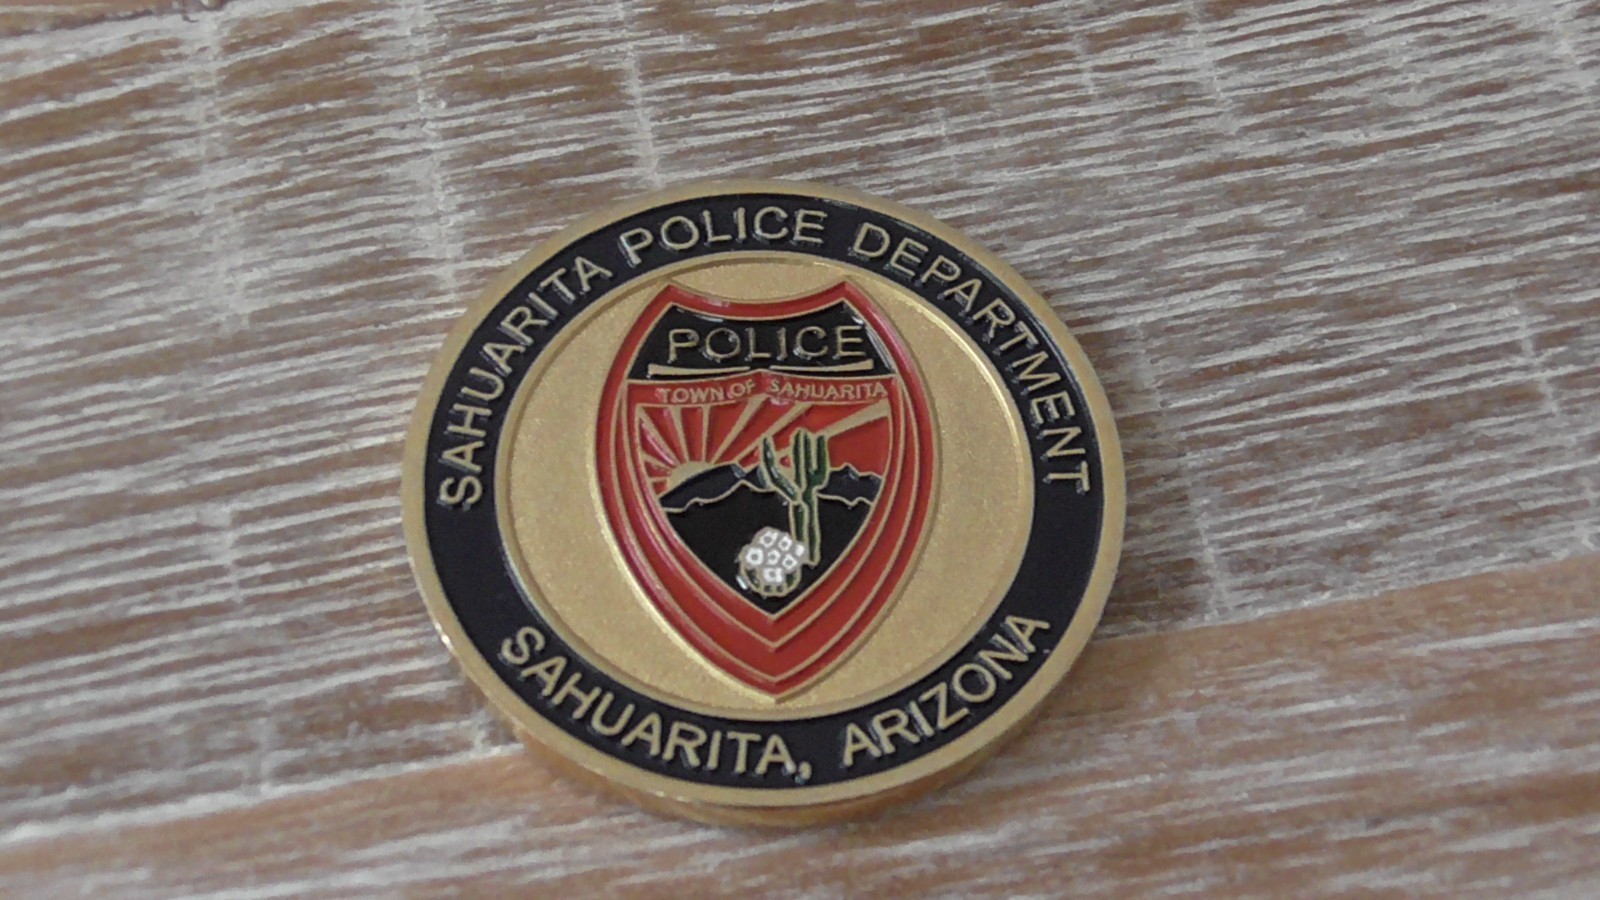 SAHUARITA POLICE DEPARTMENT
POLICE
TOWN OF SAHUARITA
SAHUARITA, ARIZONA